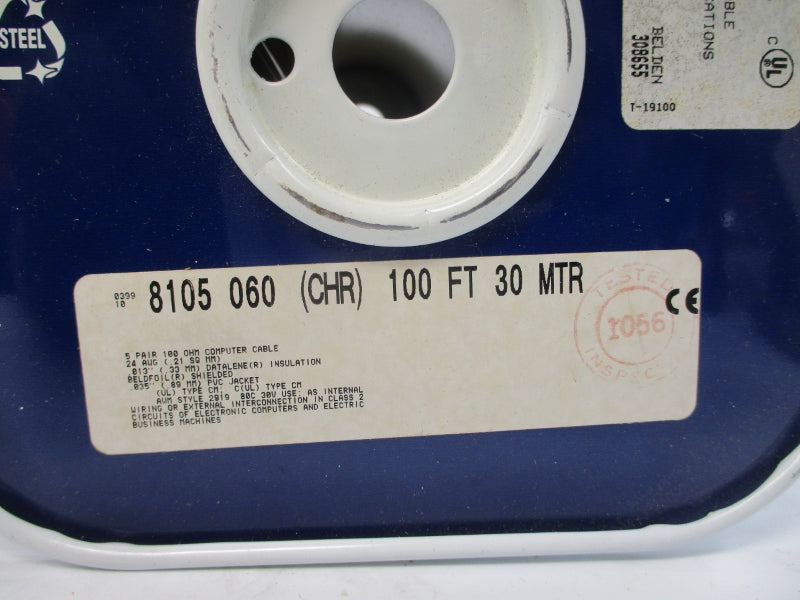 STEEL
BLE
ATIONS
BELDEN
308655
C
UL
T-19100
0399
10
8105 060 (CHR) 100 FT 30 MTR
TESTED
1056
INSPEC
CE
5 PAIR 100 OHM COMPUTER CABLE
24 AWG (.21 SQ MM)
.013" (.33 MM) DATALENE(R) INSULATION
BELDFOIL(R) SHIELDED
.035" (.89 MM) PVC JACKET
(UL) TYPE CM; C(UL) TYPE CM
AWM STYLE 2919 80C 30V USE: AS INTERNAL
WIRING OR EXTERNAL INTERCONNECTION IN CLASS 2
CIRCUITS OF ELECTRONIC COMPUTERS AND ELECTRIC
BUSINESS MACHINES